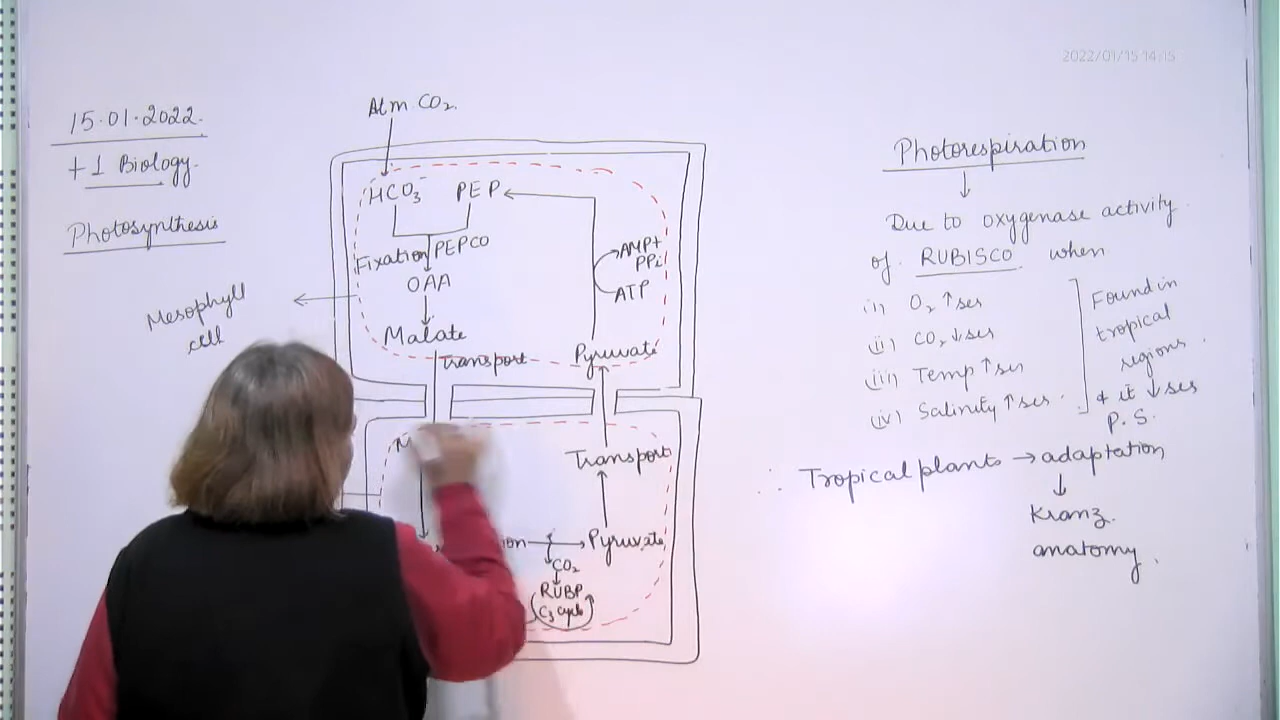 2022/01/15 14:15
15.01.2022.
+1 Biology.
Photosynthesis
Mesophyll
cell
Atm CO₂.
HCO₃⁻ PEP
Fixation PEPCO
OAA
Malate
Transport
AMP+
PPi
ATP
Pyruvate
Transport
Pyruvate
CO₂
RUBP
C₃ cycle
Photorespiration
↓
Due to oxygenase activity
of RUBISCO when
(i) O₂ ↑ses
(ii) CO₂ ↓ses
(iii) Temp ↑ses
(iv) Salinity ↑ses.
Found in
tropical
regions.
& it ↓ses
P.S.
∴ Tropical plants → adaptation
↓
Kranz
anatomy.